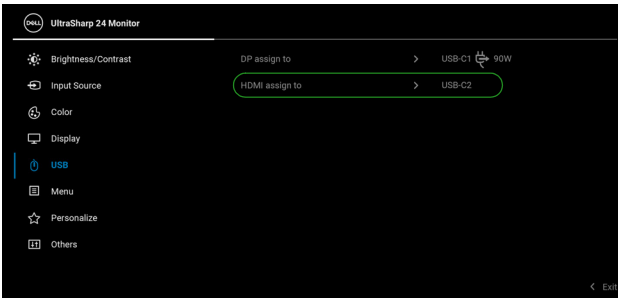 DELL UltraSharp 24 Monitor
Brightness/Contrast DP assign to > USB-C1 90W
Input Source HDMI assign to > USB-C2
Color
Display
USB
Menu
Personalize
Others
< Exit